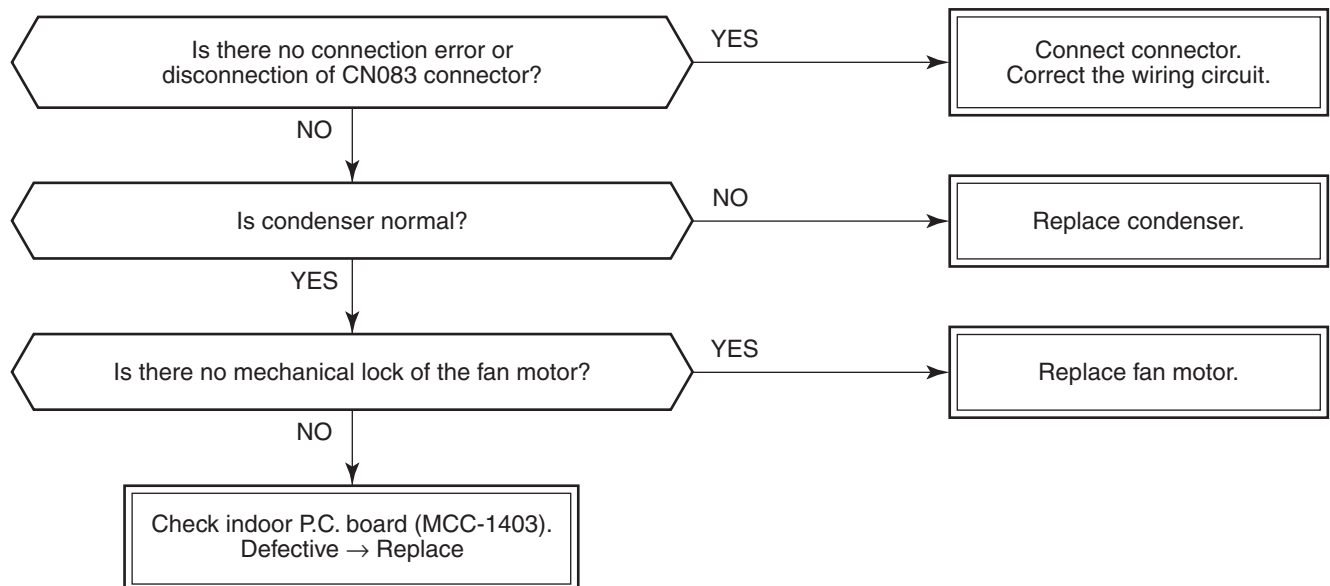 Is there no connection error or
disconnection of CN083 connector?
YES
Connect connector.
Correct the wiring circuit.
NO
Is condenser normal?
NO
Replace condenser.
YES
Is there no mechanical lock of the fan motor?
YES
Replace fan motor.
NO
Check indoor P.C. board (MCC-1403).
Defective → Replace